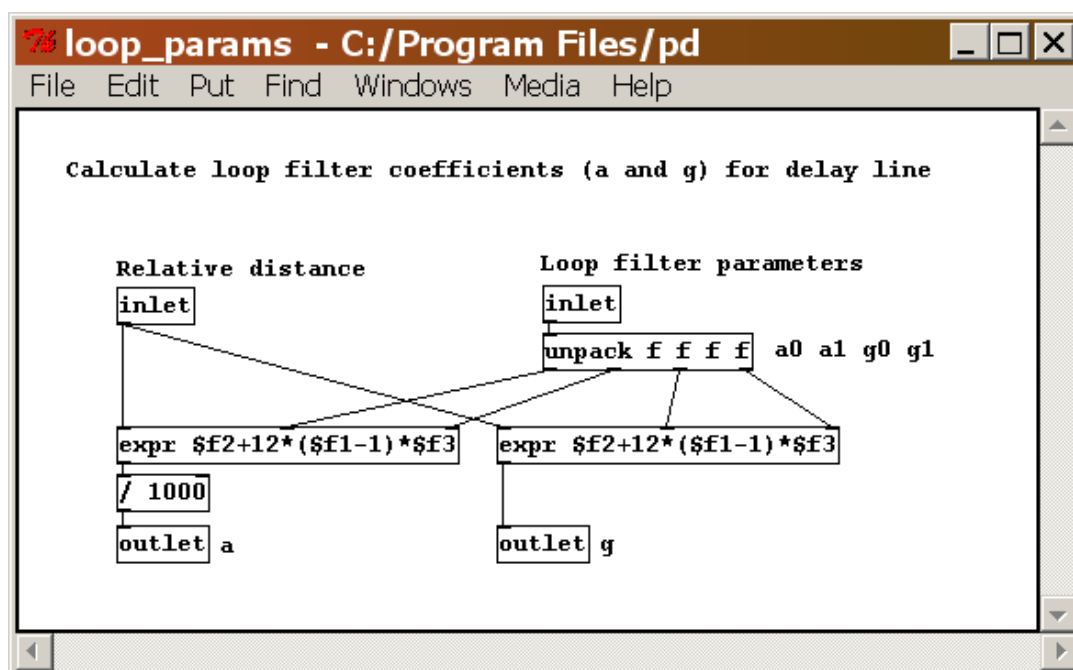 loop_params - C:/Program Files/pd
File Edit Put Find Windows Media Help
Calculate loop filter coefficients (a and g) for delay line
Relative distance
Loop filter parameters
inlet
inlet
unpack f f f f
a0 a1 g0 g1
expr $f2+12*($f1-1)*$f3
expr $f2+12*($f1-1)*$f3
/ 1000
outlet
a
outlet
g